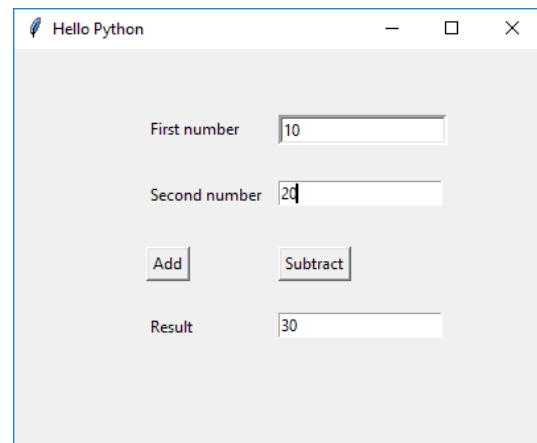 Hello Python
First number 10
Second number 20
Add Subtract
Result 30